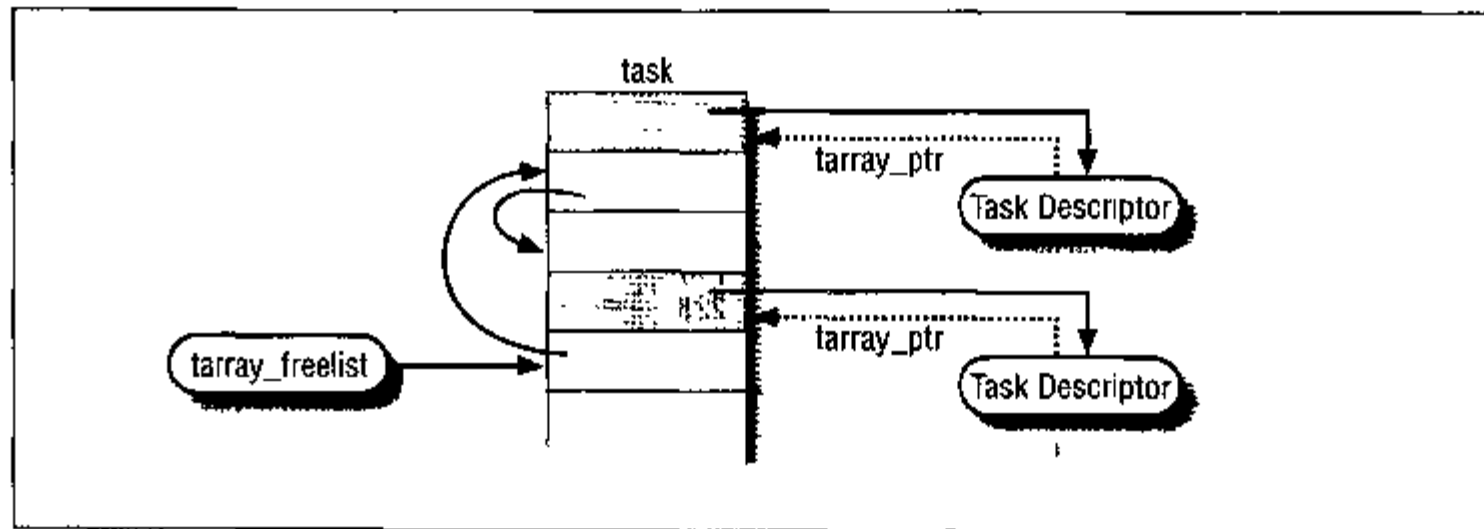 task
tarray_ptr
Task Descriptor
tarray_ptr
tarray_freelist
Task Descriptor